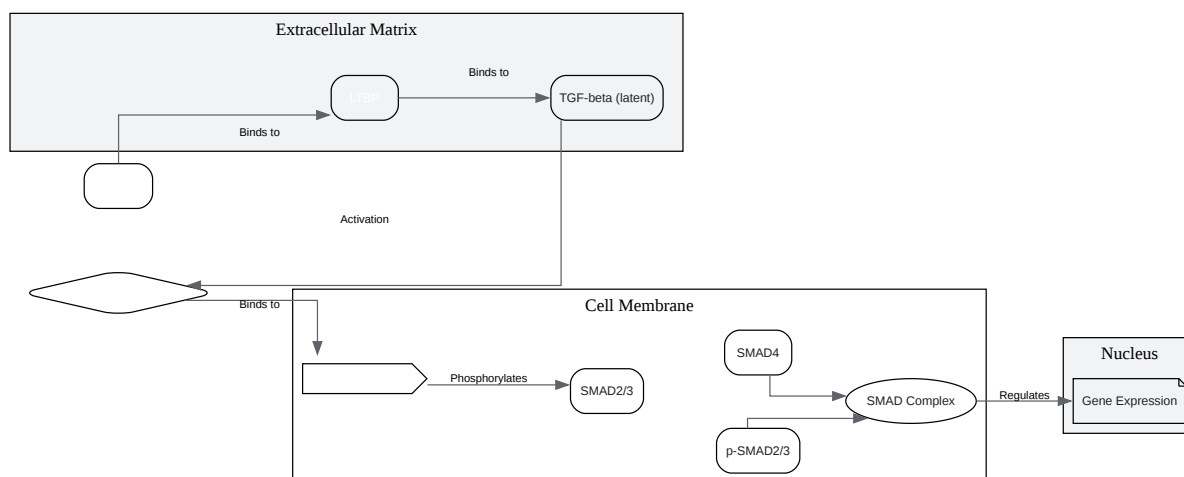 Extracellular Matrix
Binds to
LTBP
TGF-beta (latent)
Binds to
Activation
Binds to
Cell Membrane
SMAD4
Nucleus
Phosphorylates
SMAD2/3
SMAD Complex
Regulates
Gene Expression
p-SMAD2/3